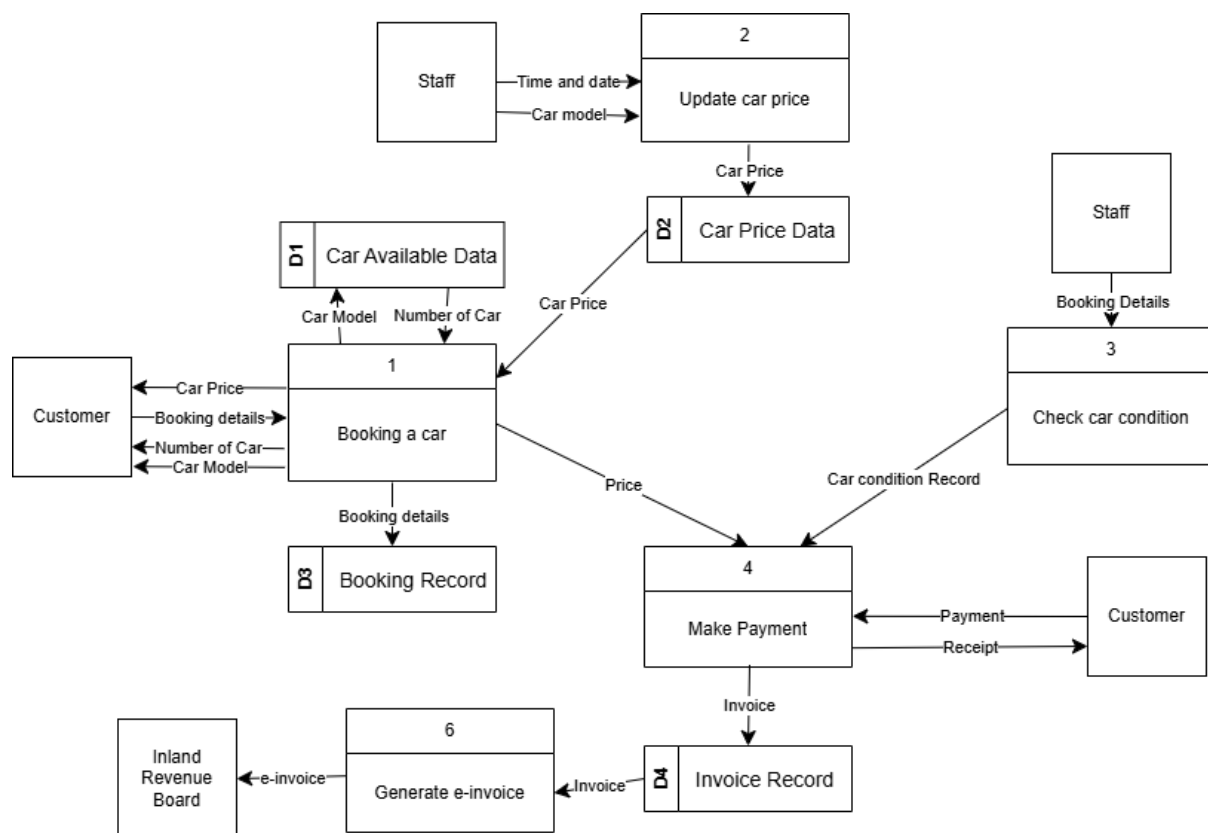 2
Staff
Time and date
Update car price
Car model
Car Price
Staff
D2
Car Price Data
D1
Car Available Data
Booking Details
Car Price
Car Model
Number of Car
3
1
Car Price
Customer
Booking details
Booking a car
Check car condition
Number of Car
Car Model
Price
Car condition Record
Booking details
D3
Booking Record
4
Payment
Customer
Make Payment
Receipt
Invoice
6
Inland
Revenue
Board
e-invoice
Generate e-invoice
Invoice
D4
Invoice Record